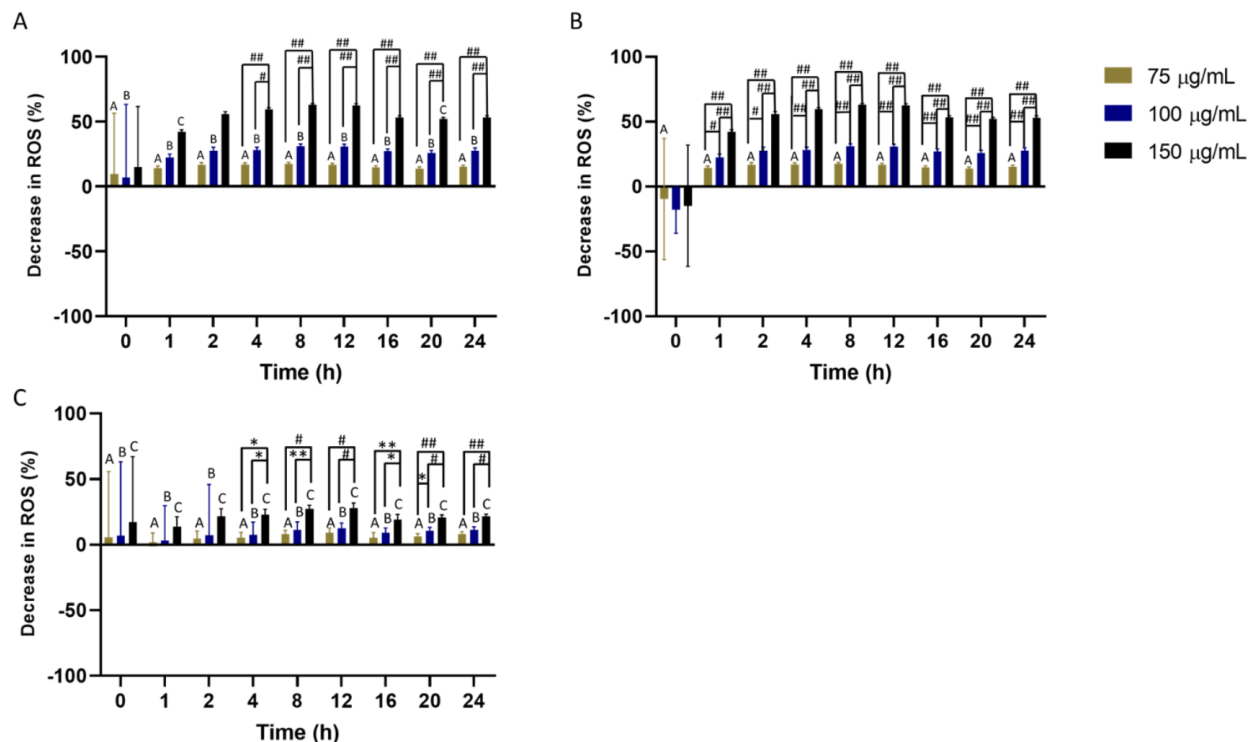 A
Decrease in ROS (%)
100
50
0
-50
-100
## ## ## ## ## ##
# ## ## ## ## ##
A B
A B C
A B
A B
A B
A B
A B
A B C
A B
0 1 2 4 8 12 16 20 24
Time (h)
B
Decrease in ROS (%)
100
50
0
-50
-100
## ## ## ## ## ## ## ##
## ## ## ## ## ## ## ##
# # ## ## ## ## ## ##
A
A B
A B
A B
A B
A B
A B
A B
A B
0 1 2 4 8 12 16 20 24
Time (h)
75 μg/mL
100 μg/mL
150 μg/mL
C
Decrease in ROS (%)
100
50
0
-50
-100
* # # ** ## ##
* ** # * # #
*
A B C
A B C
A B C
A B C
A B C
A B C
A B C
A B C
A B C
0 1 2 4 8 12 16 20 24
Time (h)